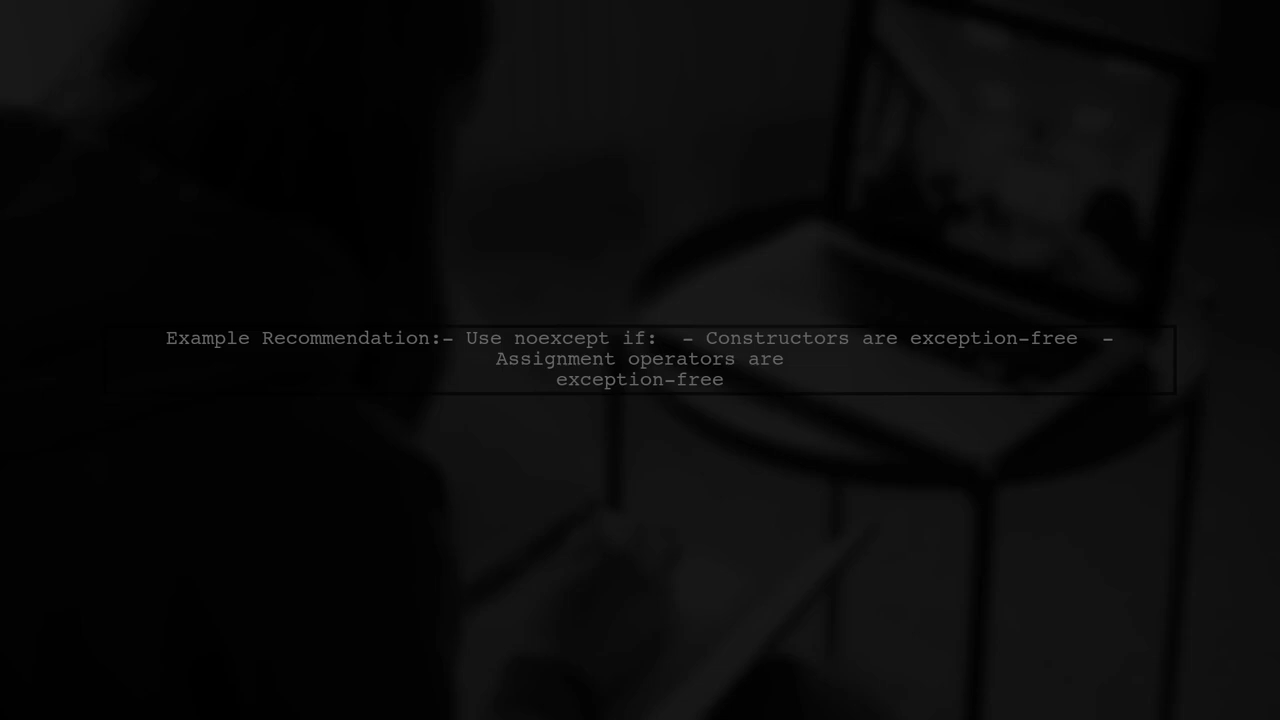 Example Recommendation:- Use noexcept if:  - Constructors are exception-free  -
Assignment operators are
exception-free